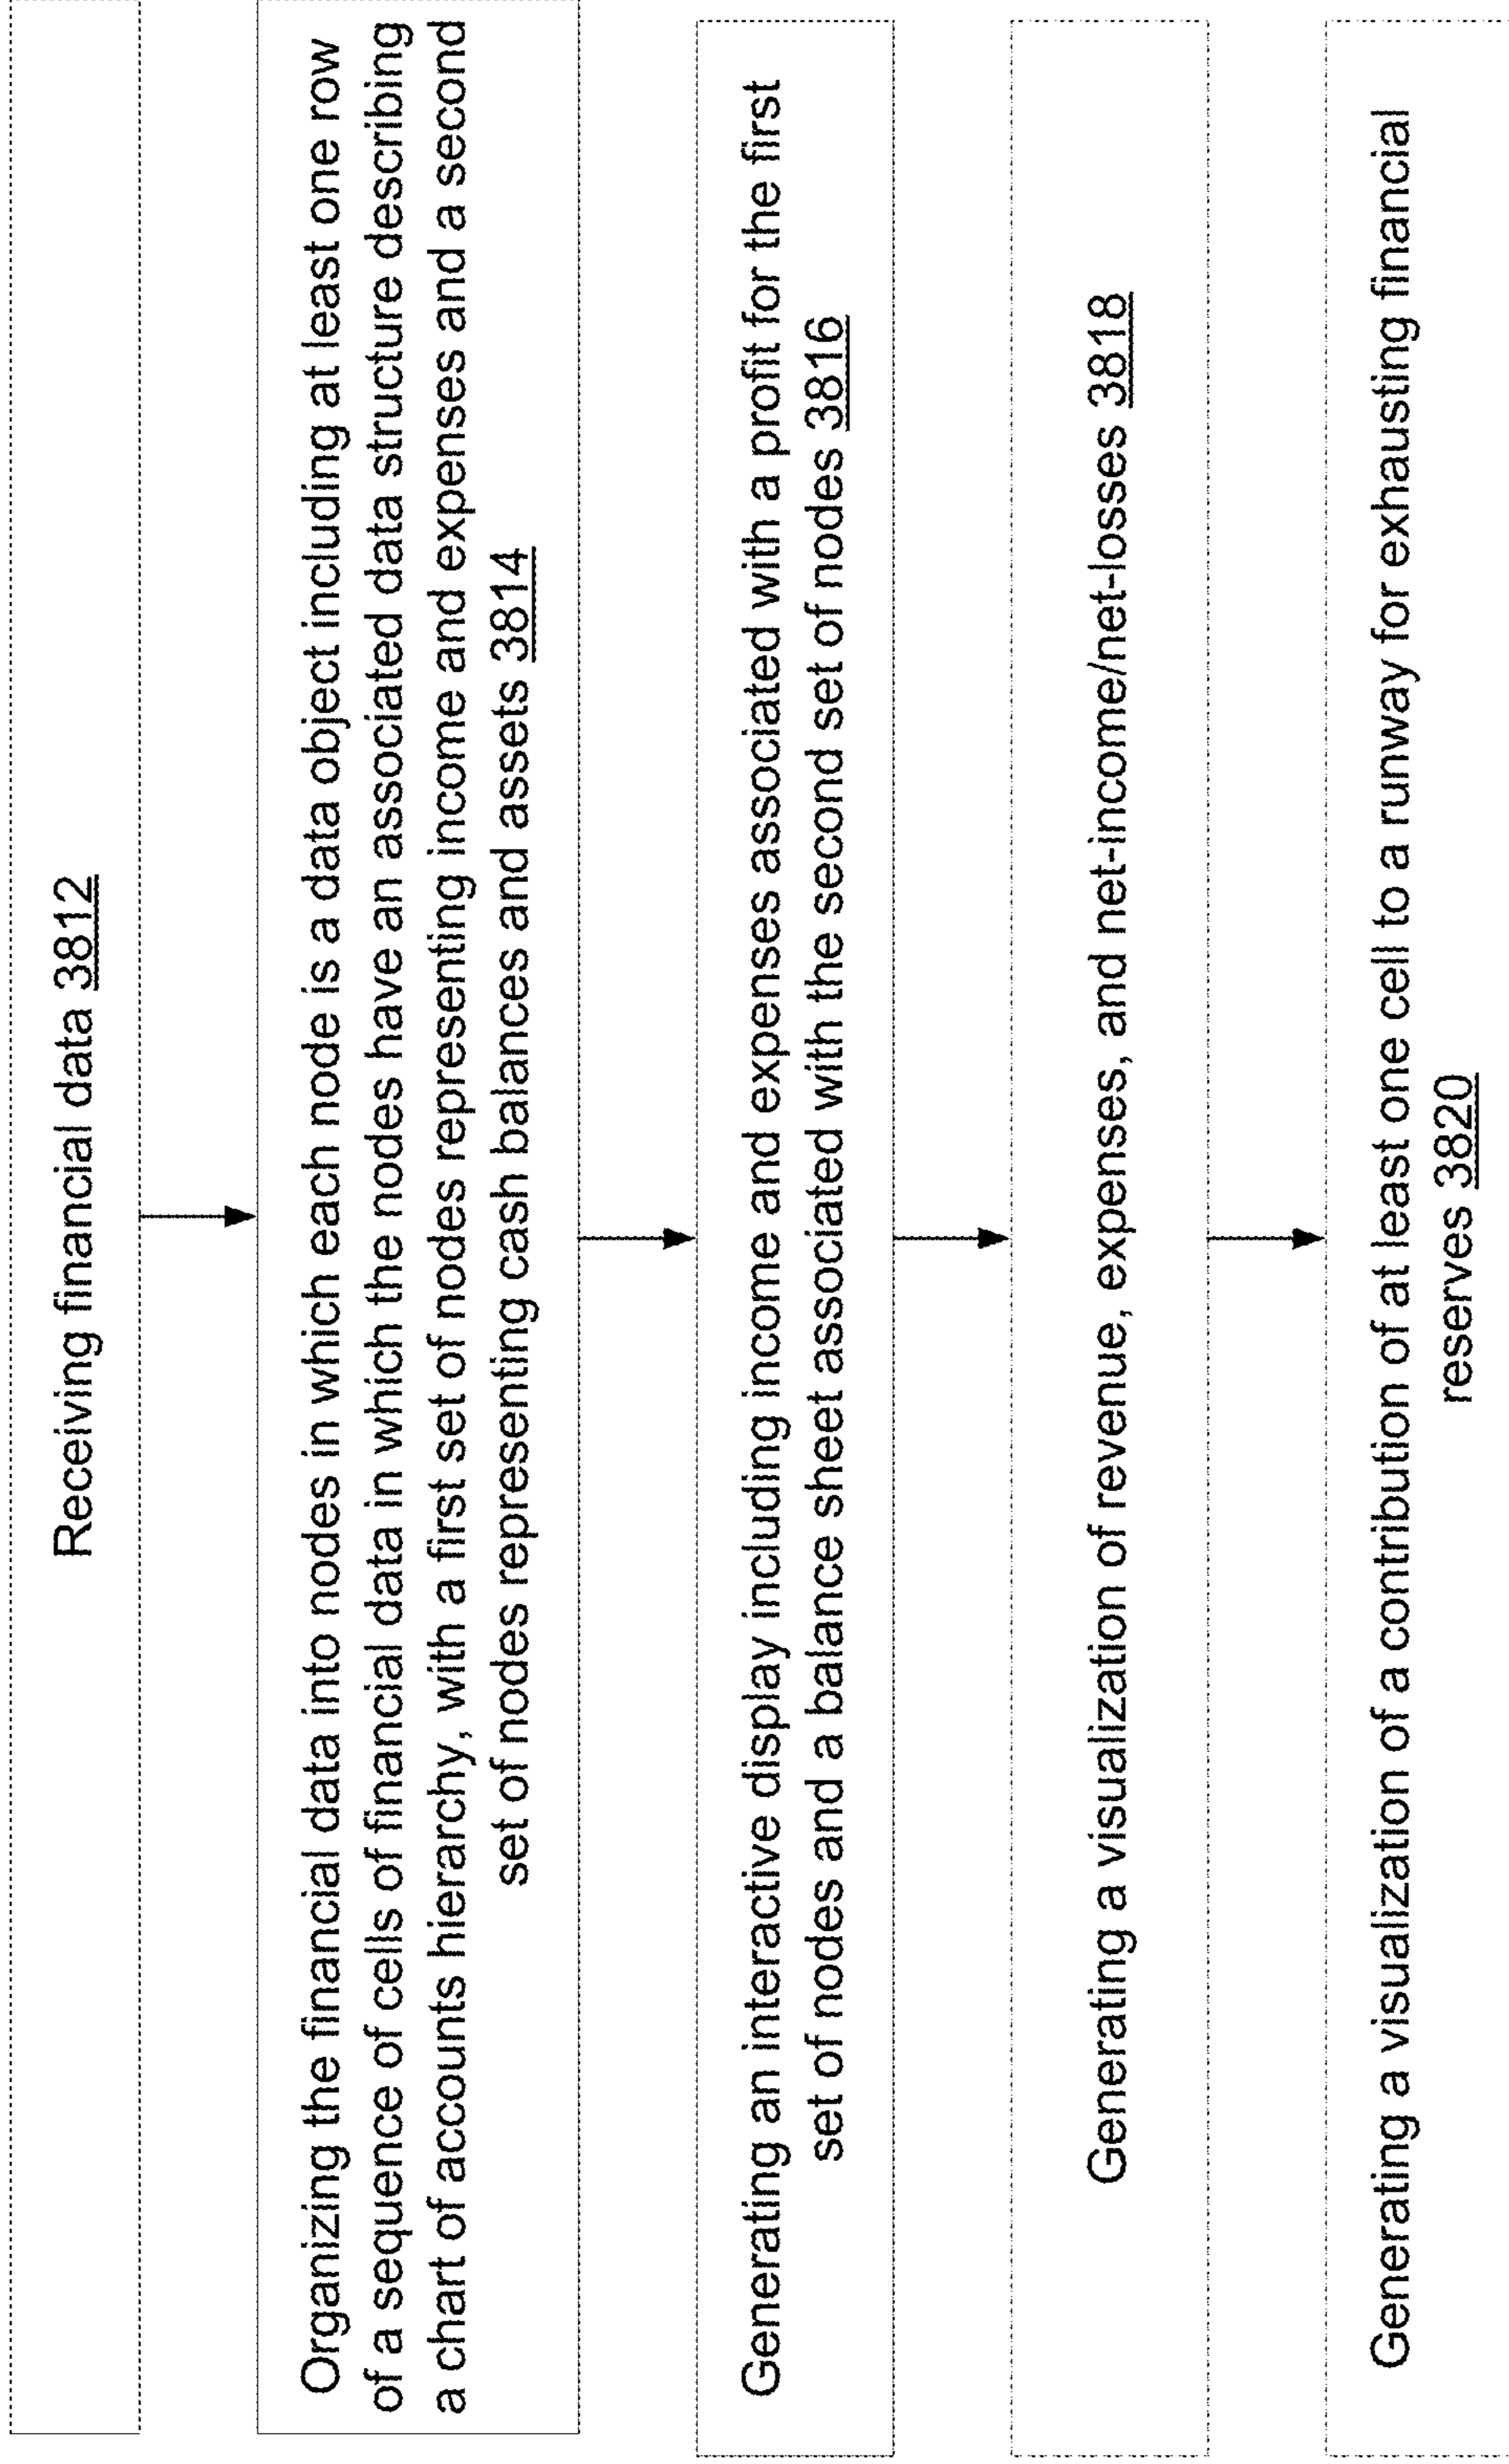 Receiving financial data 3812
Organizing the financial data into nodes in which each node is a data object including at least one row
of a sequence of cells of financial data in which the nodes have an associated data structure describing
a chart of accounts hierarchy, with a first set of nodes representing income and expenses and a second
set of nodes representing cash balances and assets 3814
Generating an interactive display including income and expenses associated with a profit for the first
set of nodes and a balance sheet associated with the second set of nodes 3816
Generating a visualization of revenue, expenses, and net-income/net-losses 3818
Generating a visualization of a contribution of at least one cell to a runway for exhausting financial
reserves 3820